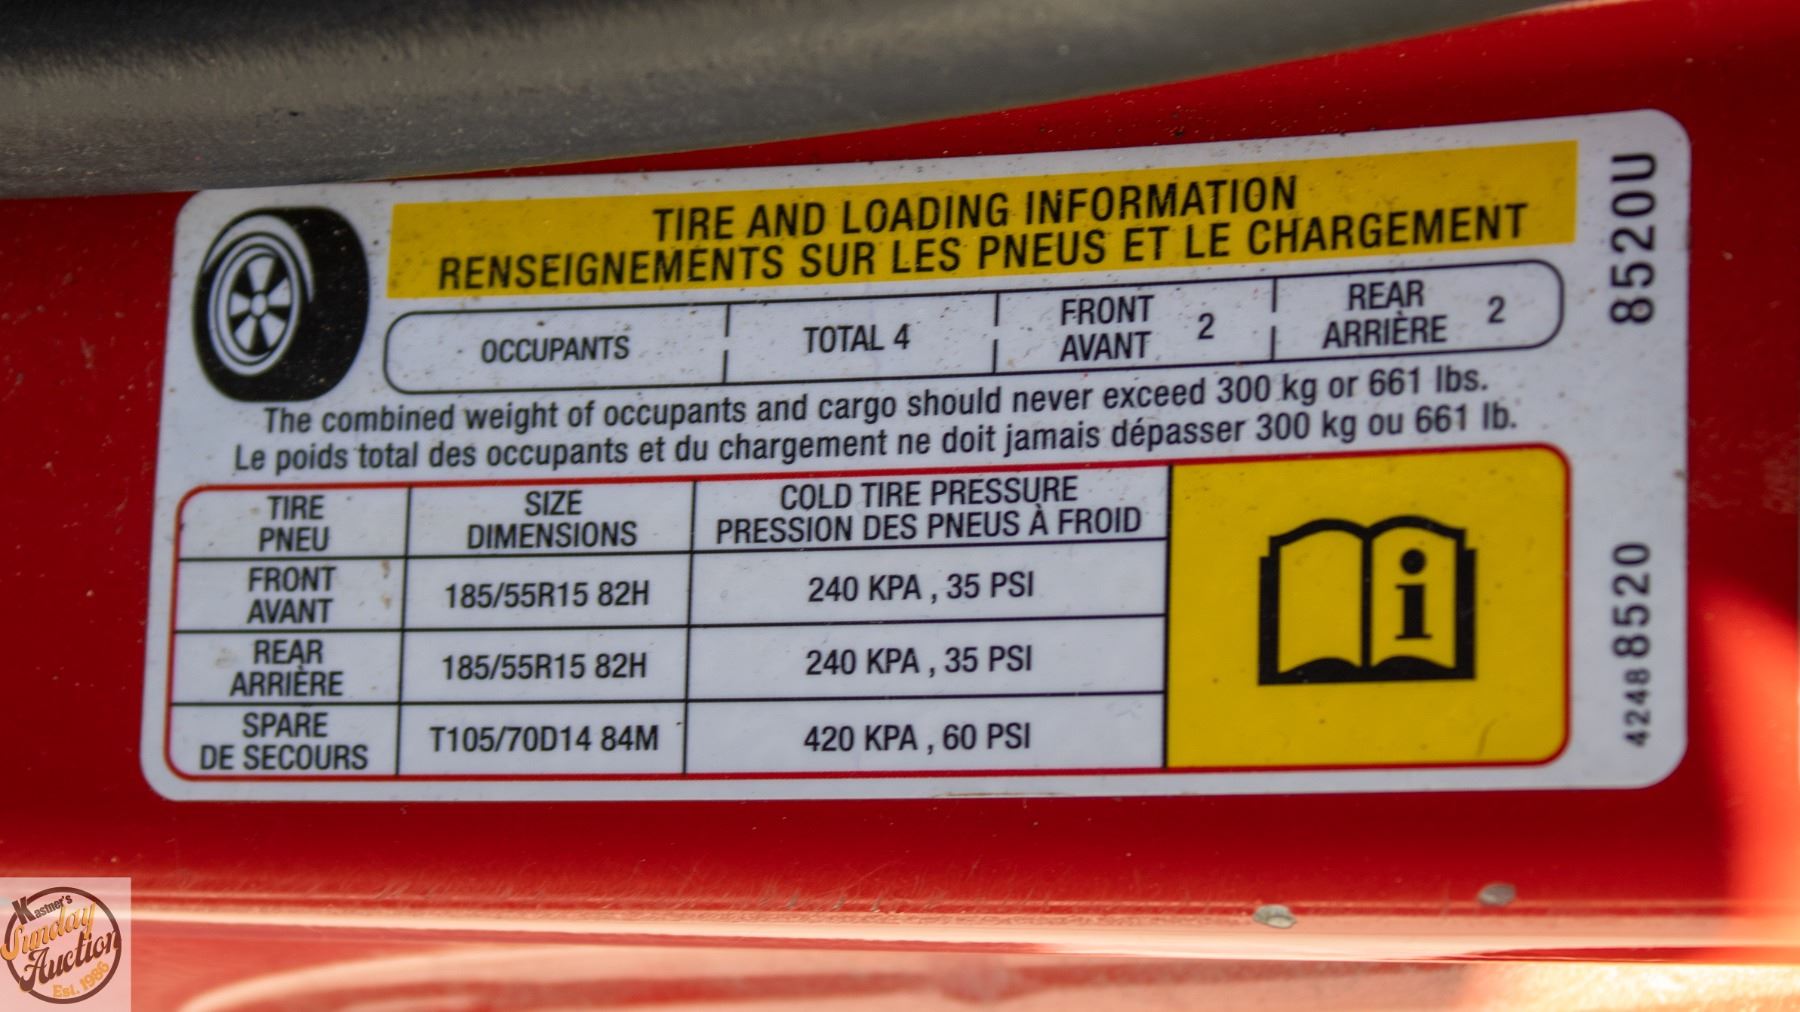 TIRE AND LOADING INFORMATION
RENSEIGNEMENTS SUR LES PNEUS ET LE CHARGEMENT
OCCUPANTS TOTAL 4 FRONT AVANT 2 REAR ARRIÈRE 2
The combined weight of occupants and cargo should never exceed 300 kg or 661 lbs.
Le poids total des occupants et du chargement ne doit jamais dépasser 300 kg ou 661 lb.
TIRE PNEU SIZE DIMENSIONS COLD TIRE PRESSURE PRESSION DES PNEUS À FROID
FRONT AVANT 185/55R15 82H 240 KPA , 35 PSI
REAR ARRIÈRE 185/55R15 82H 240 KPA , 35 PSI
SPARE DE SECOURS T105/70D14 84M 420 KPA , 60 PSI
i
8520U
42488520
Kastner's
Sunday
Auction
Est. 1986